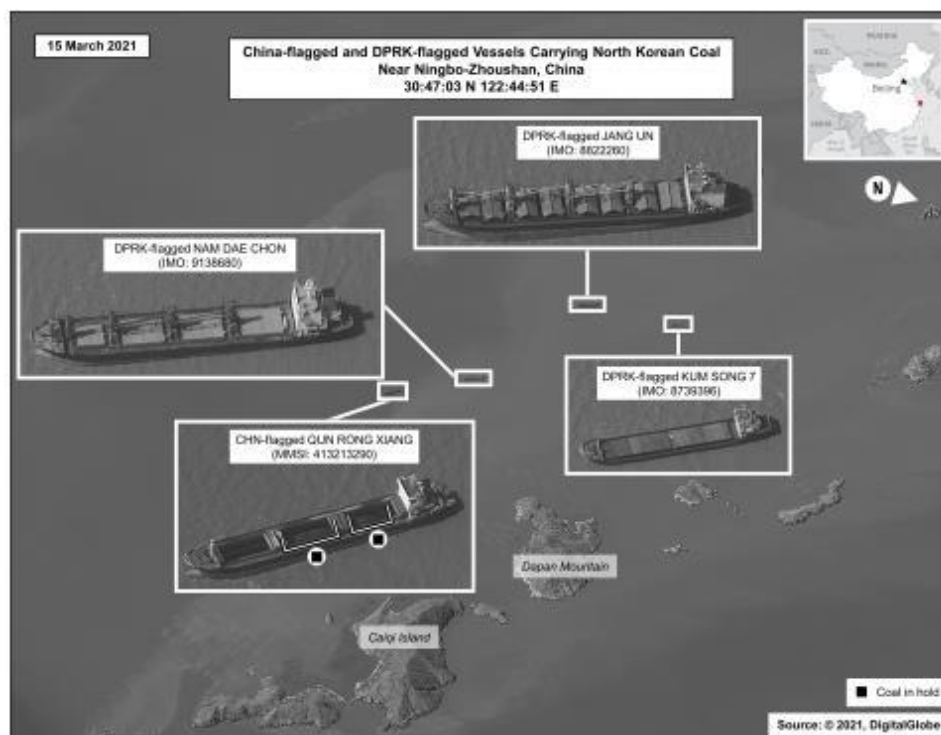 15 March 2021
China-flagged and DPRK-flagged Vessels Carrying North Korean Coal
Near Ningbo-Zhoushan, China
30:47:03 N 122:44:51 E
Beijing
N
DPRK-flagged JANG UN
(IMO: 8822260)
DPRK-flagged NAM DAE CHON
(IMO: 9138680)
DPRK-flagged KUM SONG 7
(IMO: 8739396)
CHN-flagged QUN RONG XIANG
(MMSI: 413213290)
Dapan Mountain
Caiqi Island
Coal in hold
Source: © 2021, DigitalGlobe